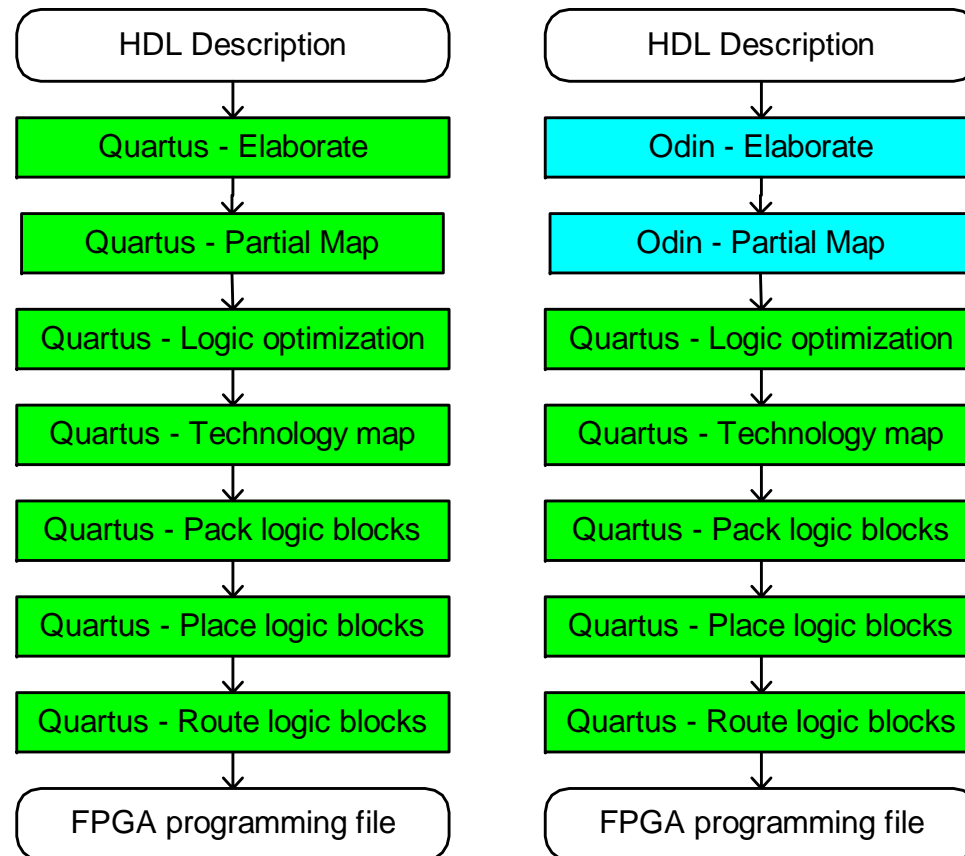 HDL Description
Quartus - Elaborate
Quartus - Partial Map
Quartus - Logic optimization
Quartus - Technology map
Quartus - Pack logic blocks
Quartus - Place logic blocks
Quartus - Route logic blocks
FPGA programming file
HDL Description
Odin - Elaborate
Odin - Partial Map
Quartus - Logic optimization
Quartus - Technology map
Quartus - Pack logic blocks
Quartus - Place logic blocks
Quartus - Route logic blocks
FPGA programming file